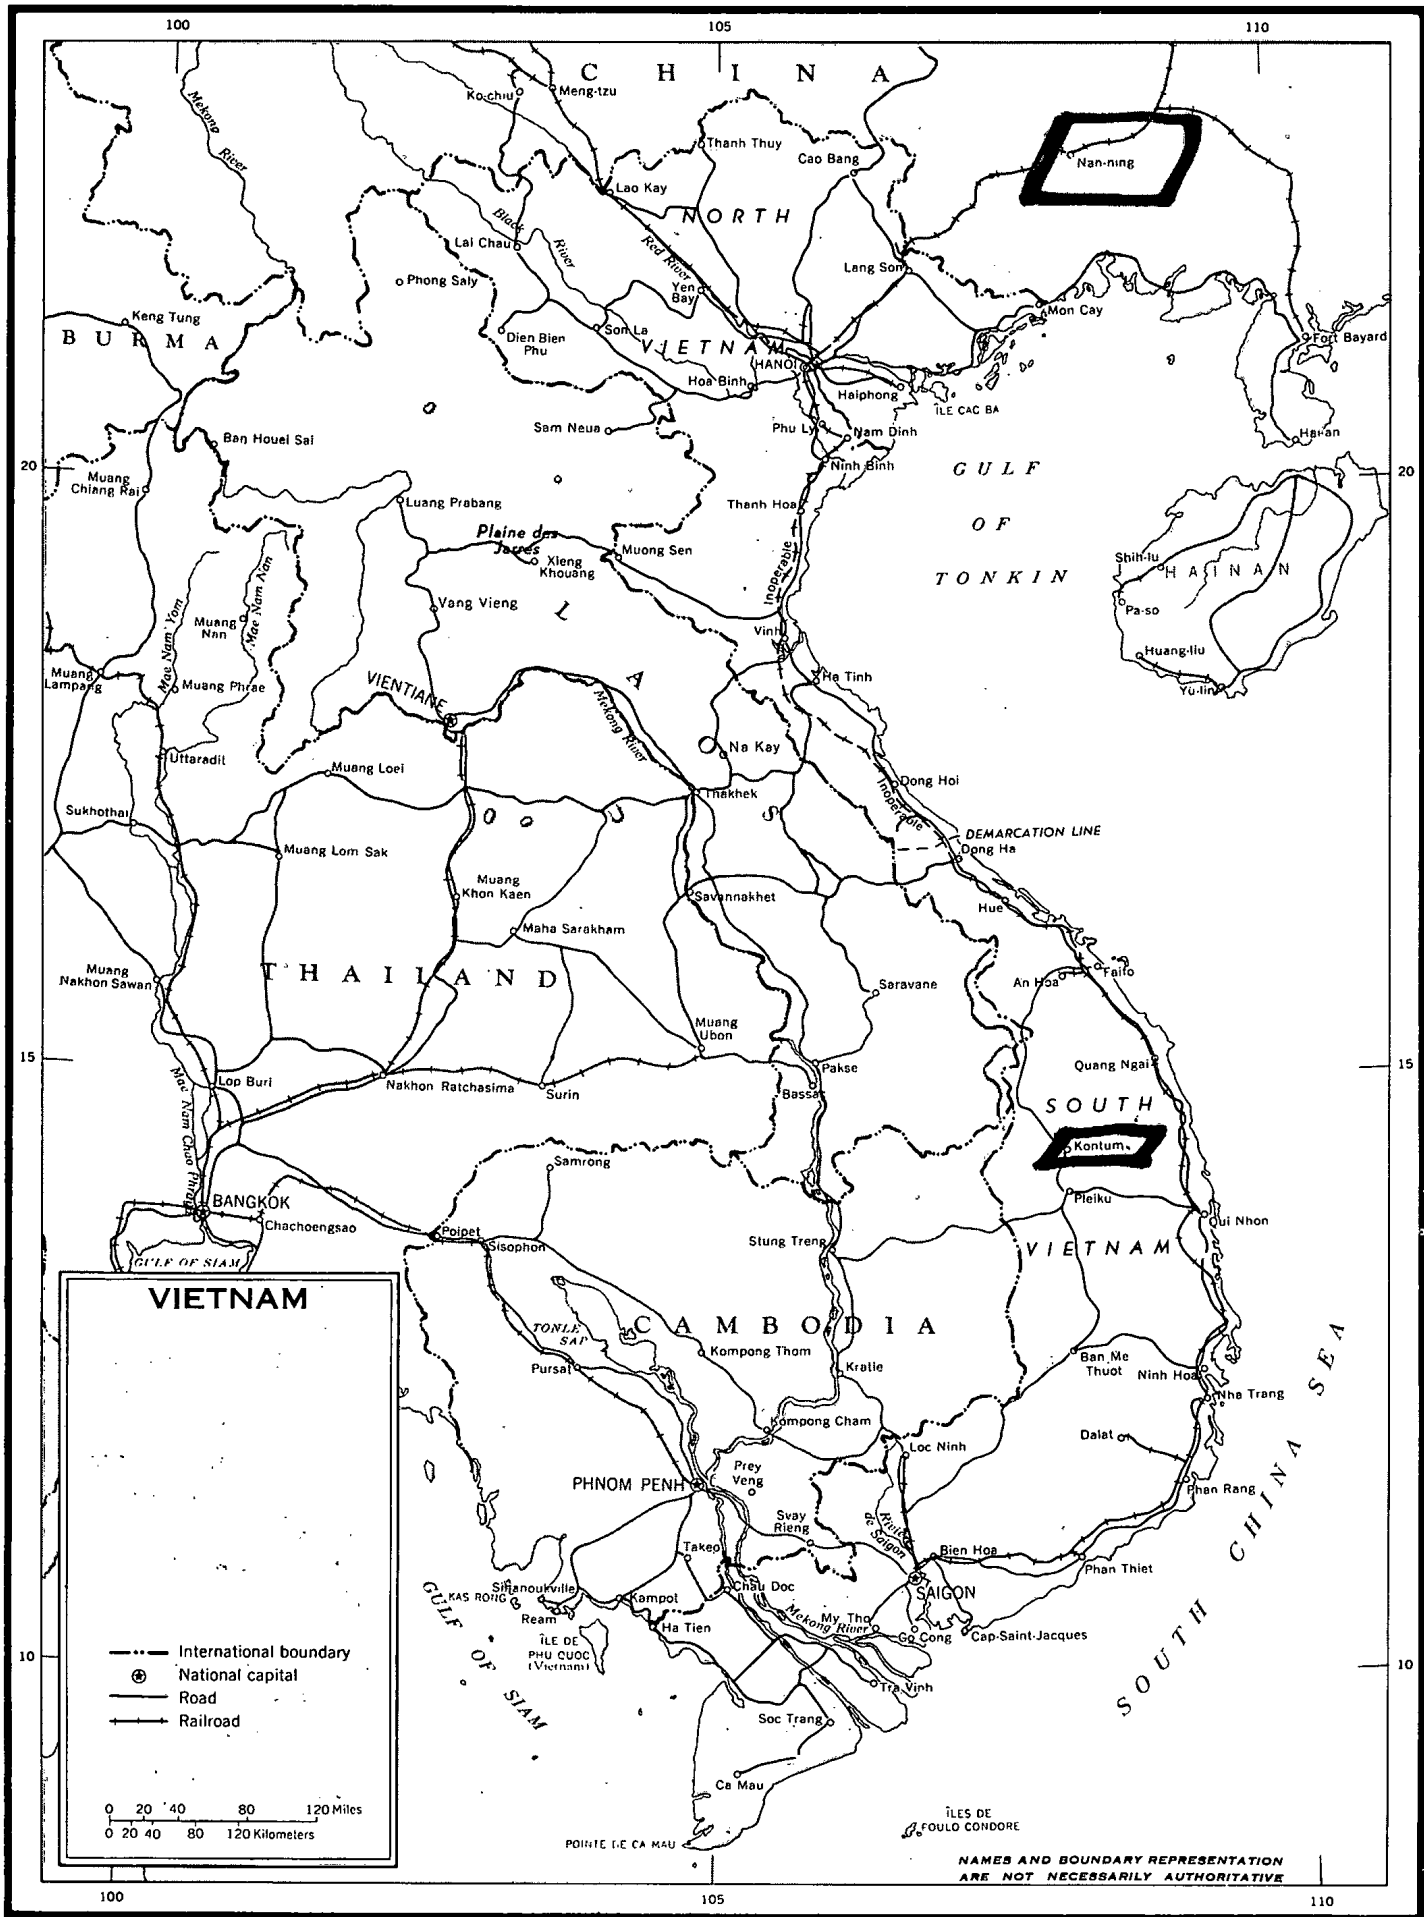 100
105
110
C H I N A
Ko-chiu
Meng-tzu
Mekong
River
Thanh Thuy
Cao Bang
Nan-ning
Lao Kay
NORTH
Black
River
Red River
Lai Chau
Lang Son
Phong Saly
Yen
Bay
Mon Cay
Keng Tung
BURMA
Son La
Dien Bien
Phu
VIETNAM
HANOI
Fort Bayard
Hoa Binh
Haiphong
ÎLE CAC BA
Sam Neua
Phu Ly
Nam Dinh
Hai-an
Ban Houei Sai
Ninh Binh
GULF
OF
TONKIN
20
20
Muang
Chiang Rai
Luang Prabang
Thanh Hoa
Plaine des
Jarres
Xieng
Khouang
Muong Sen
Inoperable
Shih-lu
HAINAN
Pa-so
Mae Nam Nan
Mae Nam Yom
Muang
Nan
Vang Vieng
L A O S
Vinh
Huang-liu
Yu-lin
Muang
Lampang
Muang Phrae
VIENTIANE
Mekong River
Ha Tinh
Uttaradit
Na Kay
Muang Loei
Dong Hoi
Thakhek
Inoperable
Sukhothai
DEMARCATION LINE
Dong Ha
Muang Lom Sak
Muang
Khon Kaen
Savannakhet
Hue
Maha Sarakham
Muang
Nakhon Sawan
THAILAND
Saravane
An Hoa
Faifo
Muang
Ubon
15
15
Quang Ngai
Lop Buri
Nakhon Ratchasima
Surin
Pakse
Bassac
Mae Nam Chao Phraya
SOUTH
Kontum
Samrong
Pleiku
BANGKOK
Chachoengsao
Poipet
Sisophon
Qui Nhon
Stung Treng
VIETNAM
GULF OF SIAM
VIETNAM
TONLE
SAP
CAMBODIA
Kompong Thom
Pursat
Kratie
Ban Me
Thuot
Ninh Hoa
Nha Trang
Kompong Cham
Dalat
Loc Ninh
PHNOM PENH
Prey
Veng
Phan Rang
Svay
Rieng
Rivière
de Saigon
Takeo
Bien Hoa
Phan Thiet
SAIGON
Chau Doc
Sihanoukville
KAS RONG
Ream
Kampot
Ha Tien
My Tho
Mekong River
Go Cong
Cap-Saint-Jacques
SOUTH CHINA SEA
GULF OF SIAM
ÎLE DE
PHU QUOC
(Vietnam)
Tra Vinh
Soc Trang
10
10
International boundary
National capital
Road
Railroad
0 20 40 80 120 Miles
0 20 40 80 120 Kilometers
Ca Mau
POINTE DE CA MAU
ÎLES DE
POULO CONDORE
NAMES AND BOUNDARY REPRESENTATION
ARE NOT NECESSARILY AUTHORITATIVE
100
105
110